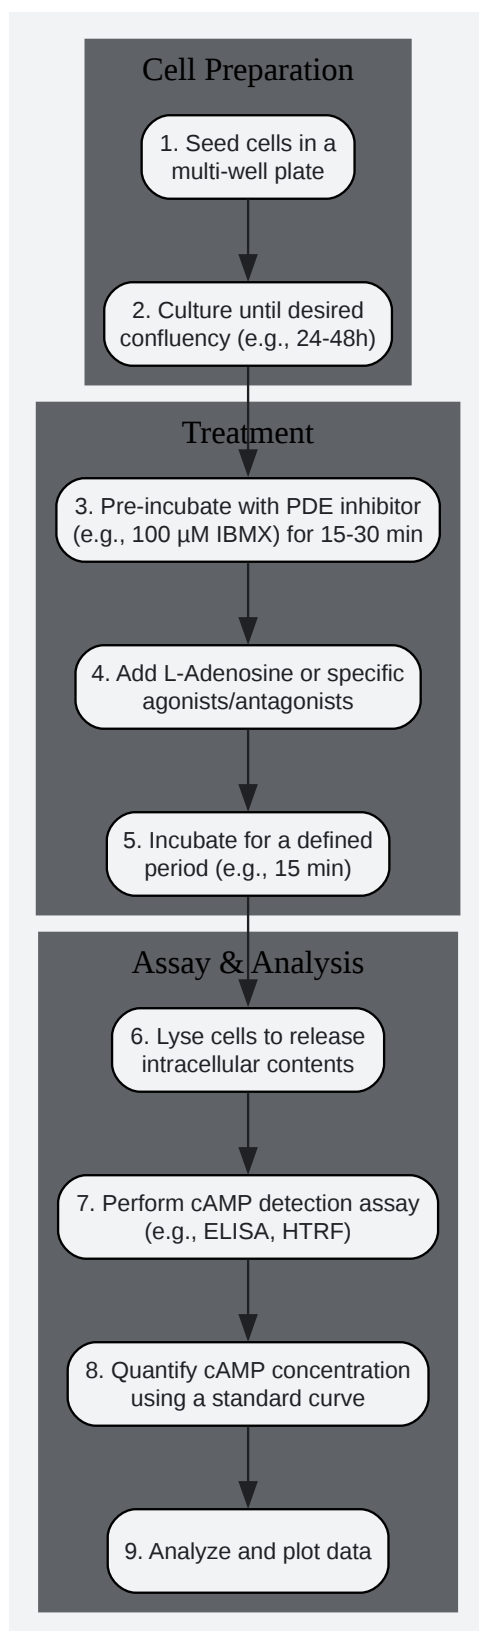 Cell Preparation
1. Seed cells in a
multi-well plate
2. Culture until desired
confluency (e.g., 24-48h)
Treatment
3. Pre-incubate with PDE inhibitor
(e.g., 100 µM IBMX) for 15-30 min
4. Add L-Adenosine or specific
agonists/antagonists
5. Incubate for a defined
period (e.g., 15 min)
Assay & Analysis
6. Lyse cells to release
intracellular contents
7. Perform cAMP detection assay
(e.g., ELISA, HTRF)
8. Quantify cAMP concentration
using a standard curve
9. Analyze and plot data